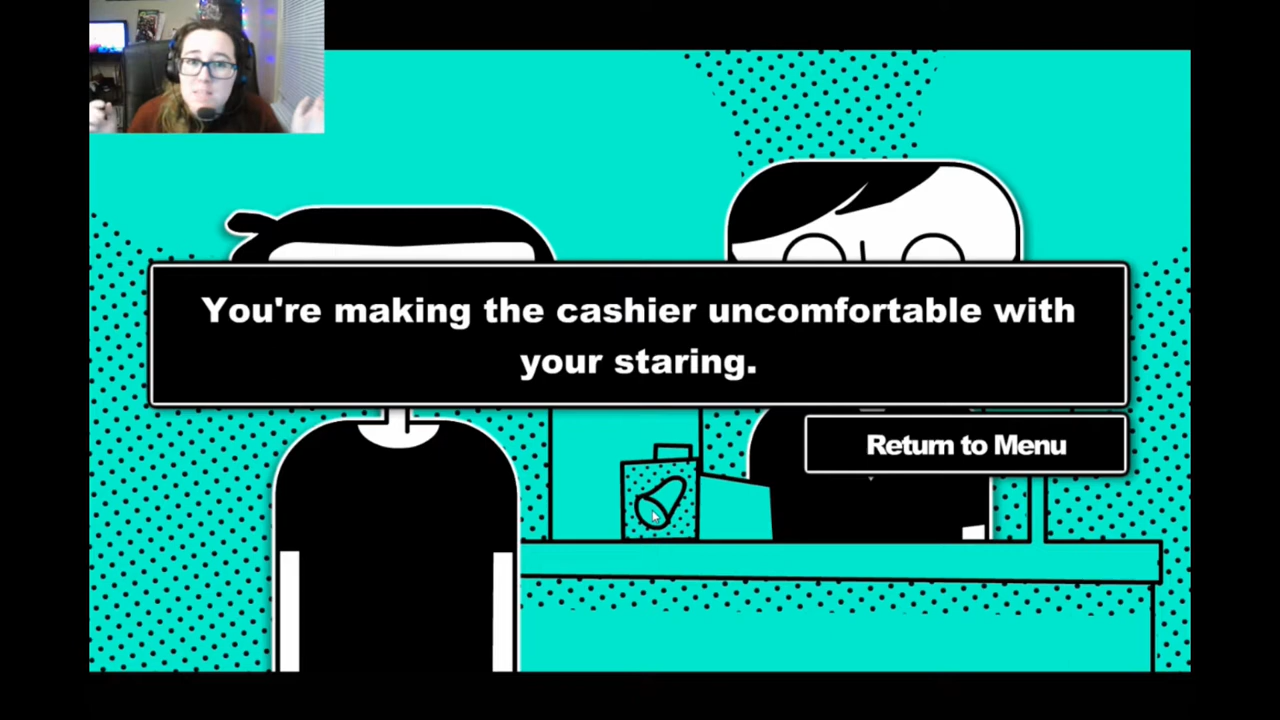 You're making the cashier uncomfortable with
your staring.
Return to Menu